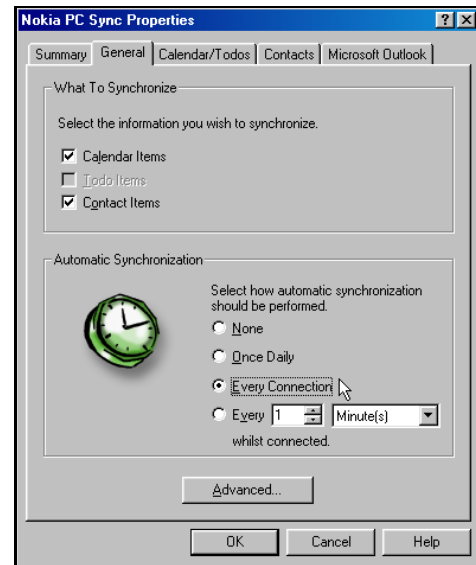 Nokia PC Sync Properties
Summary General Calendar/Todos Contacts Microsoft Outlook
What To Synchronize
Select the information you wish to synchronize.
Calendar Items
Todo Items
Contact Items
Automatic Synchronization
Select how automatic synchronization
should be performed.
None
Once Daily
Every Connection
Every 1 Minute(s)
whilst connected.
Advanced...
OK Cancel Help